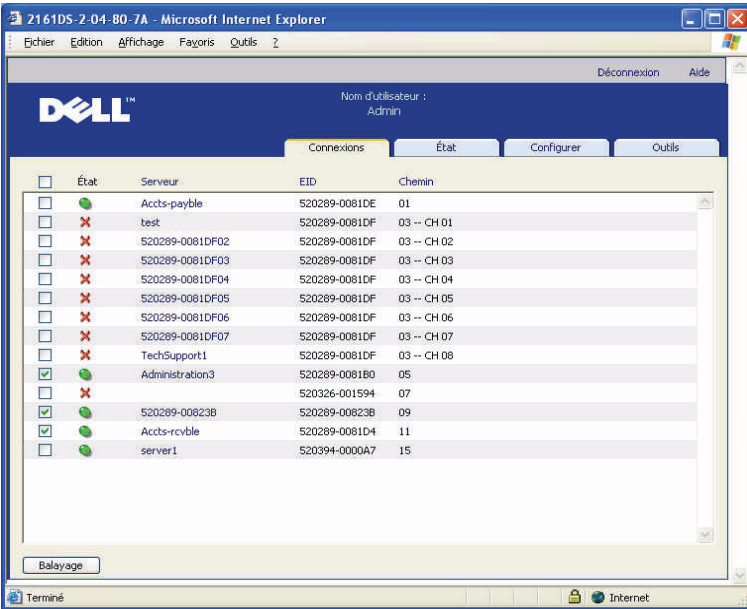 2161DS-2-04-80-7A - Microsoft Internet Explorer
Fichier Edition Affichage Favoris Outils ?
Déconnexion Aide
DELL™
Nom d'utilisateur :
Admin
Connexions État Configurer Outils
État Serveur EID Chemin
Accts-payble 520289-0081DE 01
test 520289-0081DF 03 -- CH 01
520289-0081DF02 520289-0081DF 03 -- CH 02
520289-0081DF03 520289-0081DF 03 -- CH 03
520289-0081DF04 520289-0081DF 03 -- CH 04
520289-0081DF05 520289-0081DF 03 -- CH 05
520289-0081DF06 520289-0081DF 03 -- CH 06
520289-0081DF07 520289-0081DF 03 -- CH 07
TechSupport1 520289-0081DF 03 -- CH 08
Administration3 520289-0081B0 05
520326-001594 07
520289-00823B 520289-00823B 09
Accts-rcvble 520289-0081D4 11
server1 520394-0000A7 15
Balayage
Terminé Internet